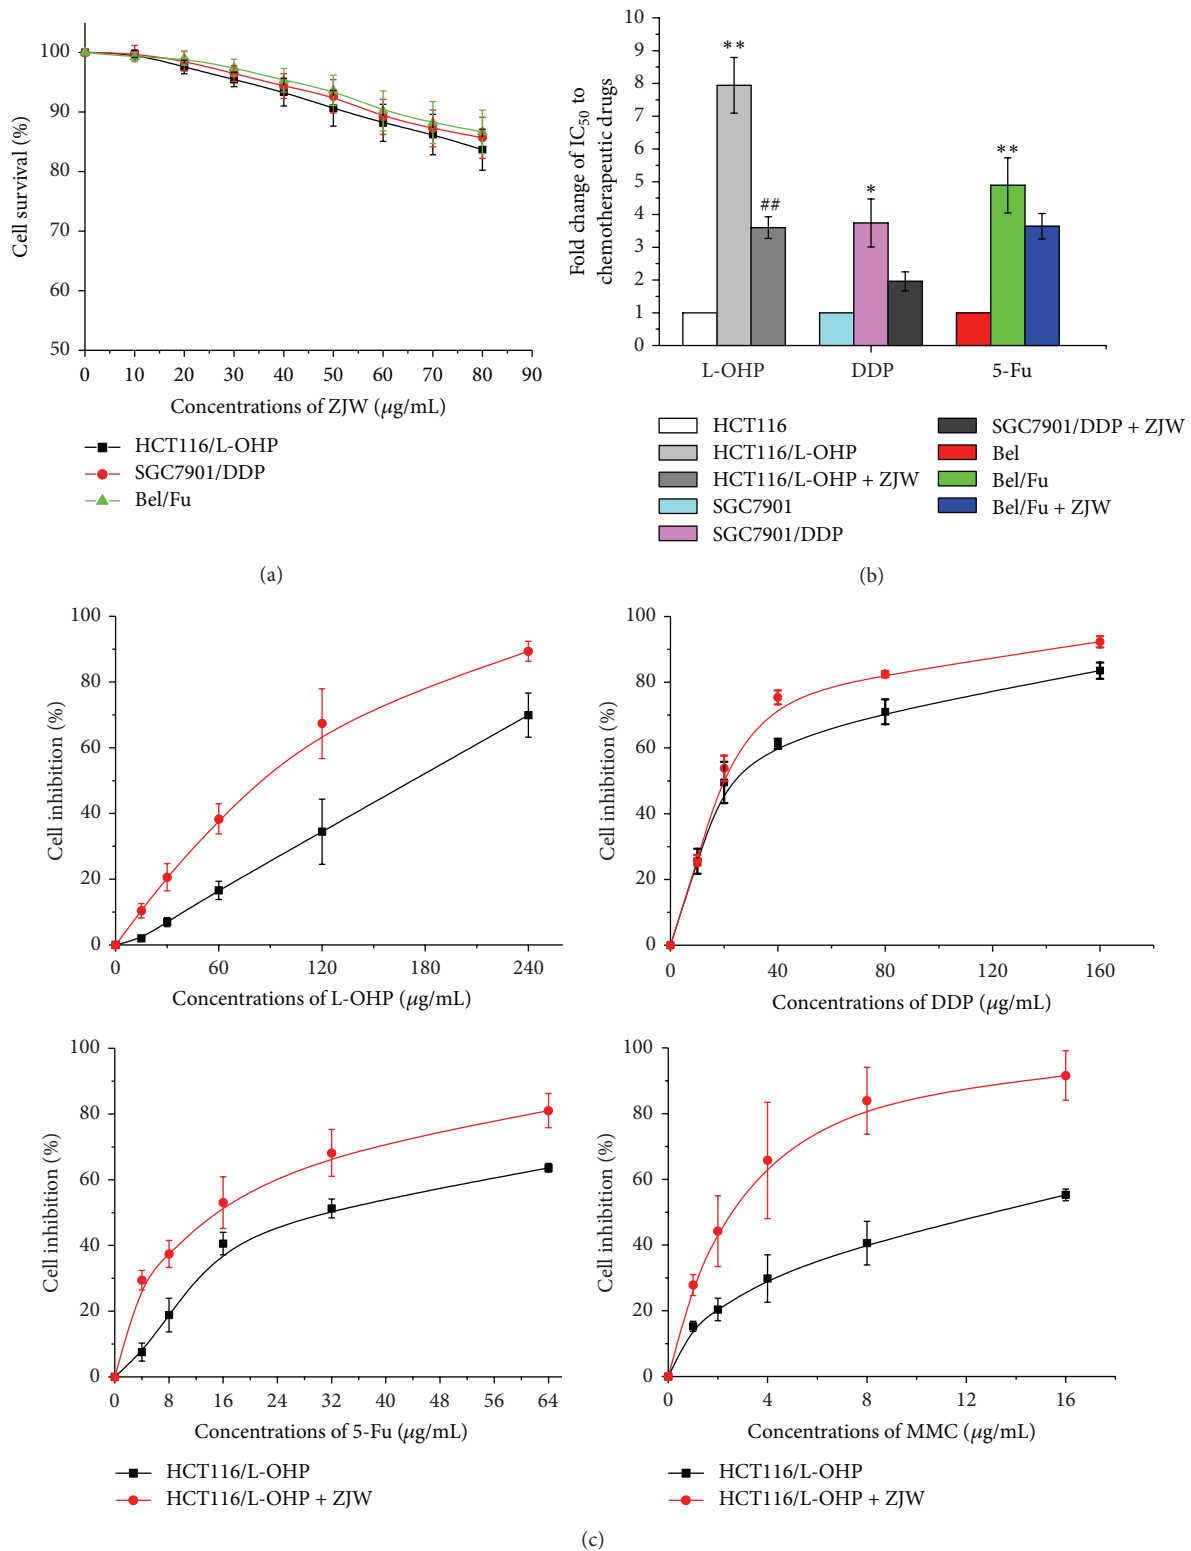 100
90
80
70
60
50
Cell survival (%)
0 10 20 30 40 50 60 70 80 90
Concentrations of ZJW (μg/mL)
HCT116/L-OHP
SGC7901/DDP
Bel/Fu
(a)
10
9
8
7
6
5
4
3
2
1
0
Fold change of IC50 to
chemotherapeutic drugs
**
##
*
**
L-OHP DDP 5-Fu
HCT116
HCT116/L-OHP
HCT116/L-OHP + ZJW
SGC7901
SGC7901/DDP
SGC7901/DDP + ZJW
Bel
Bel/Fu
Bel/Fu + ZJW
(b)
100
80
60
40
20
0
Cell inhibition (%)
0 60 120 180 240
Concentrations of L-OHP (μg/mL)
100
80
60
40
20
0
Cell inhibition (%)
0 40 80 120 160
Concentrations of DDP (μg/mL)
100
80
60
40
20
0
Cell inhibition (%)
0 8 16 24 32 40 48 56 64
Concentrations of 5-Fu (μg/mL)
HCT116/L-OHP
HCT116/L-OHP + ZJW
100
80
60
40
20
0
Cell inhibition (%)
0 4 8 12 16
Concentrations of MMC (μg/mL)
HCT116/L-OHP
HCT116/L-OHP + ZJW
(c)